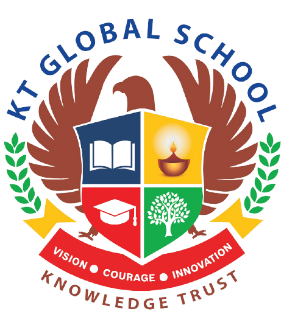 KT GLOBAL SCHOOL
VISION ● COURAGE ● INNOVATION
KNOWLEDGE TRUST